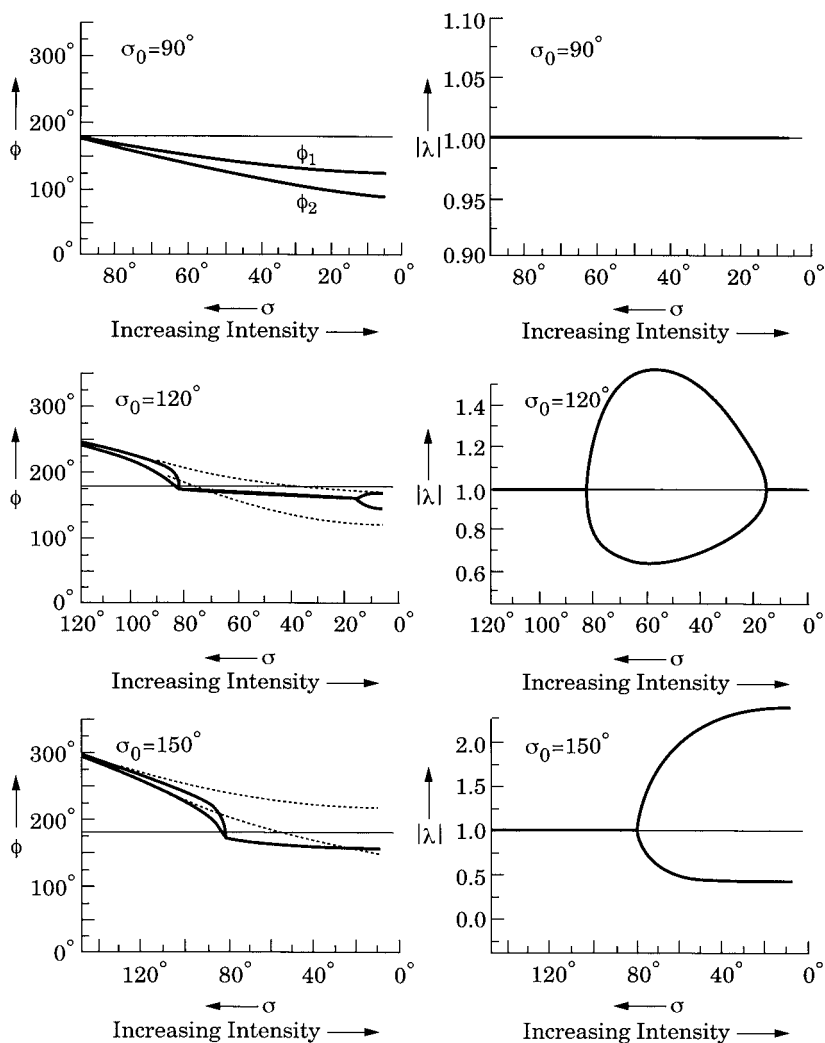 σ₀=90°
300°
200°
100°
0°
ϕ
ϕ₁
ϕ₂
80° 60° 40° 20° 0°
σ
Increasing Intensity
σ₀=90°
1.10
1.05
1.00
0.95
0.90
|λ|
80° 60° 40° 20° 0°
σ
Increasing Intensity
σ₀=120°
300°
200°
100°
0°
ϕ
120° 100° 80° 60° 40° 20° 0°
σ
Increasing Intensity
σ₀=120°
1.4
1.2
1.0
0.8
0.6
|λ|
120° 100° 80° 60° 40° 20° 0°
σ
Increasing Intensity
σ₀=150°
300°
200°
100°
0°
ϕ
120° 80° 40° 0°
σ
Increasing Intensity
σ₀=150°
2.0
1.0
0.5
0.0
|λ|
120° 80° 40° 0°
σ
Increasing Intensity